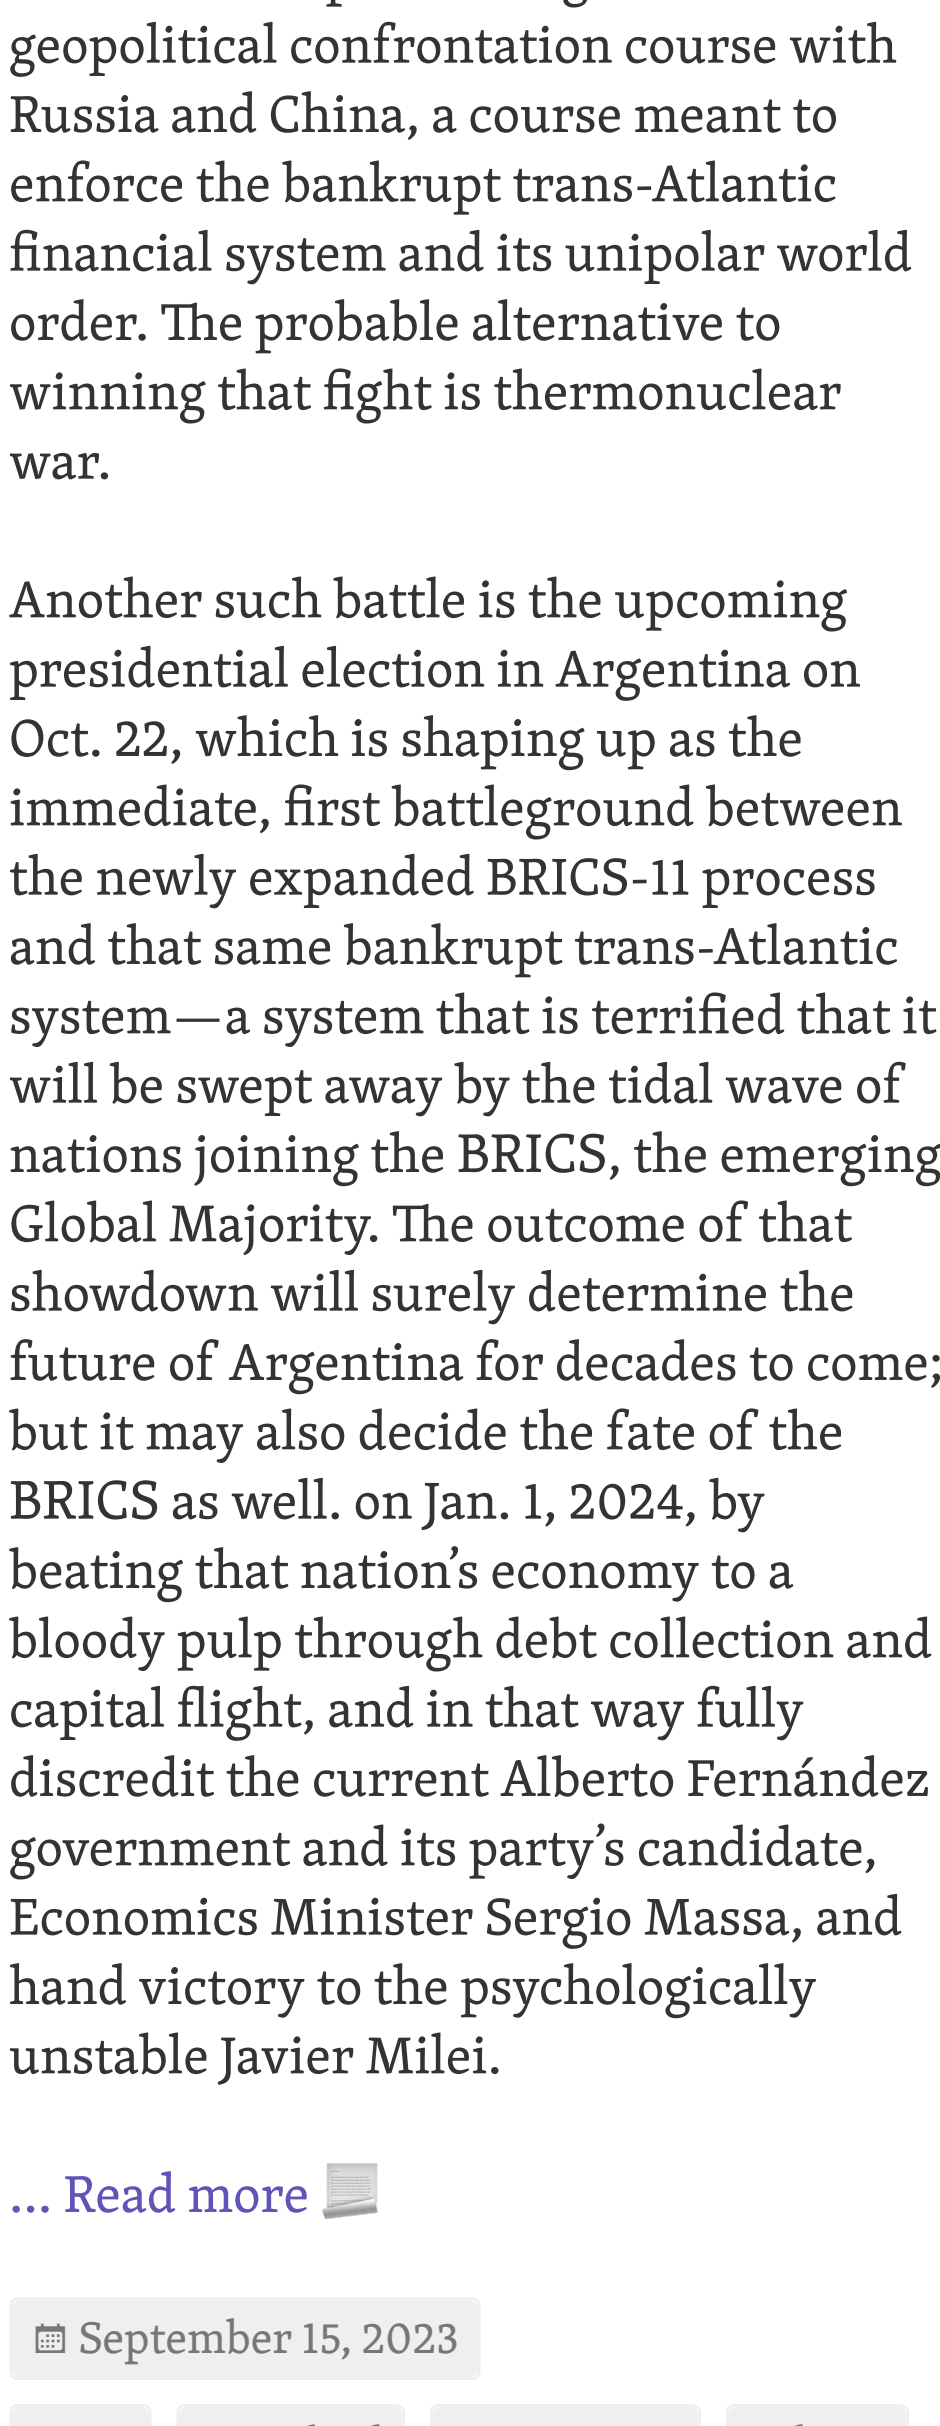 geopolitical confrontation course with
Russia and China, a course meant to
enforce the bankrupt trans-Atlantic
financial system and its unipolar world
order. The probable alternative to
winning that fight is thermonuclear
war.
Another such battle is the upcoming
presidential election in Argentina on
Oct. 22, which is shaping up as the
immediate, first battleground between
the newly expanded BRICS-11 process
and that same bankrupt trans-Atlantic
system—a system that is terrified that it
will be swept away by the tidal wave of
nations joining the BRICS, the emerging
Global Majority. The outcome of that
showdown will surely determine the
future of Argentina for decades to come;
but it may also decide the fate of the
BRICS as well. on Jan. 1, 2024, by
beating that nation’s economy to a
bloody pulp through debt collection and
capital flight, and in that way fully
discredit the current Alberto Fernández
government and its party’s candidate,
Economics Minister Sergio Massa, and
hand victory to the psychologically
unstable Javier Milei.
... Read more
September 15, 2023